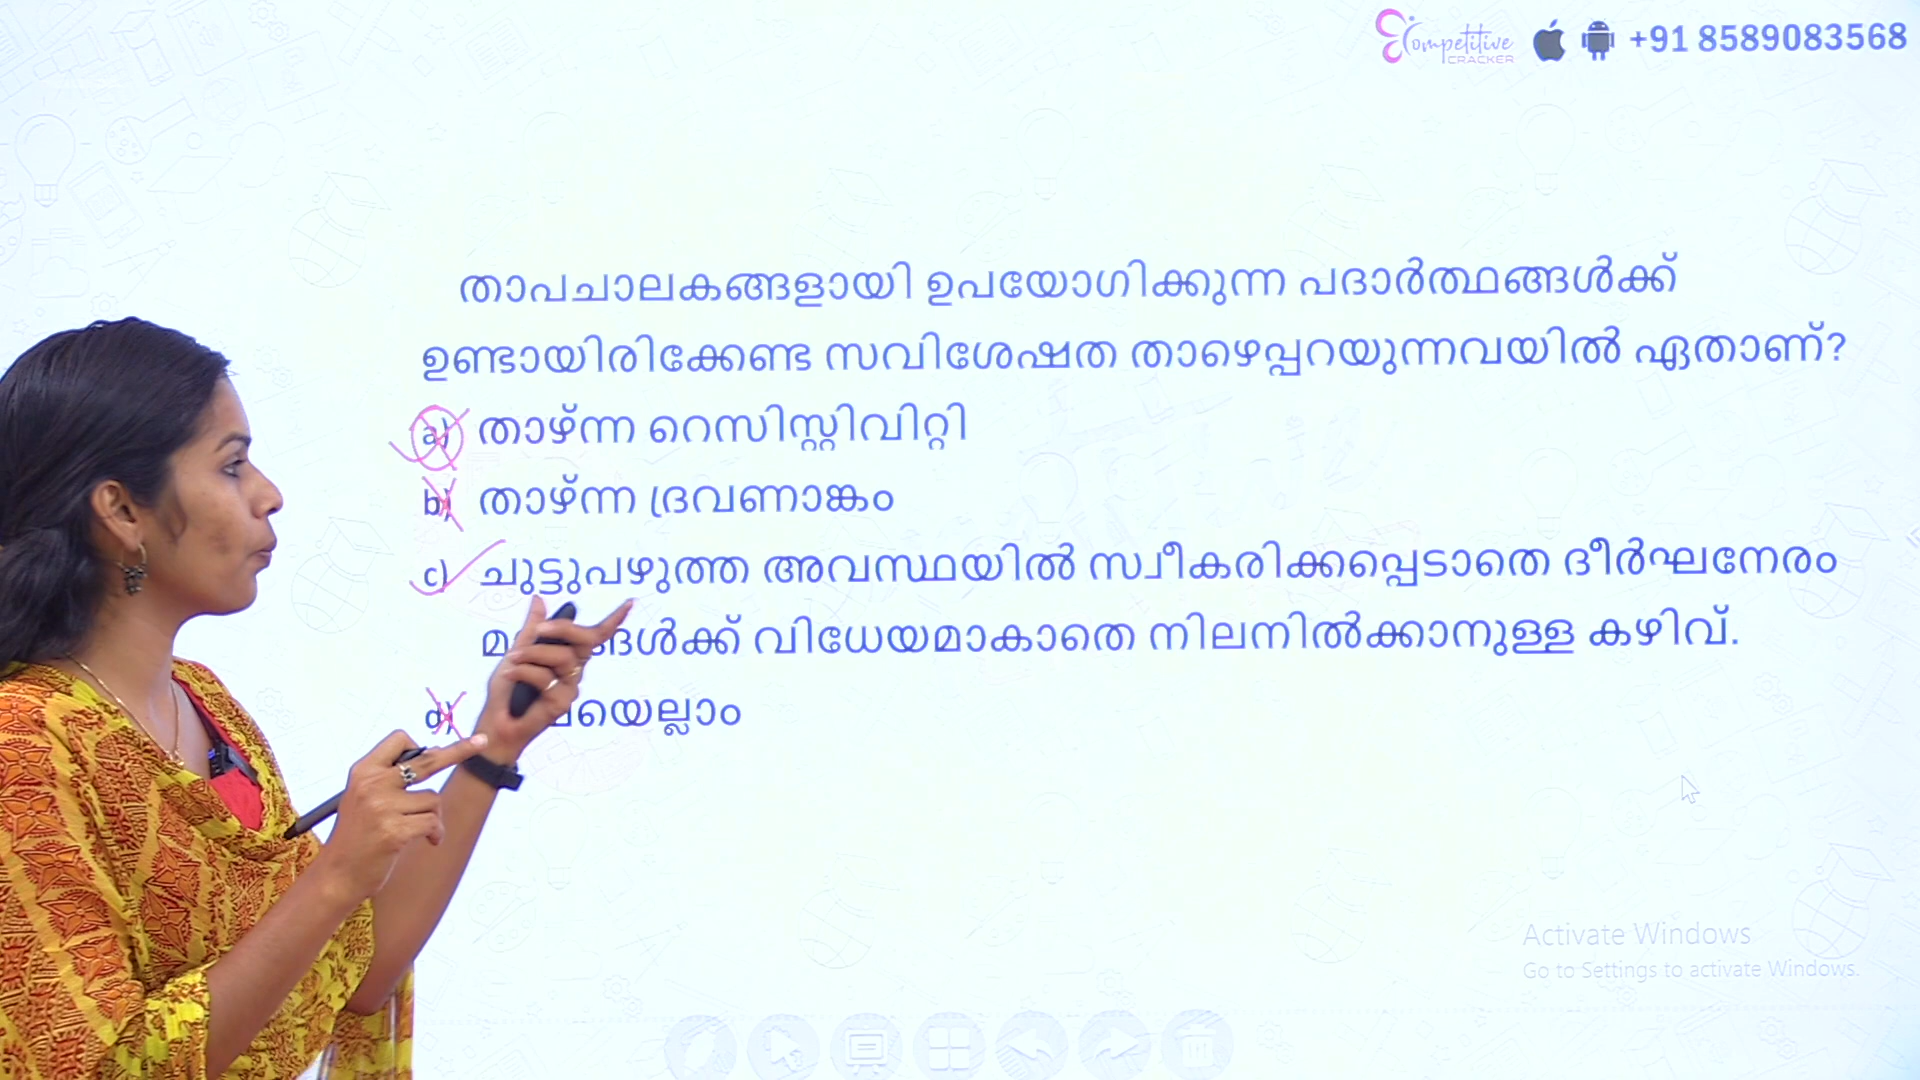 Competitive
CRACKER
+91 8589083568
താപചാലകങ്ങളായി ഉപയോഗിക്കുന്ന പദാർത്ഥങ്ങൾക്ക്
ഉണ്ടായിരിക്കേണ്ട സവിശേഷത താഴെപ്പറയുന്നവയിൽ ഏതാണ്?
a) താഴ്ന്ന റെസിസ്റ്റിവിറ്റി
b) താഴ്ന്ന ദ്രവണാങ്കം
c) ചുട്ടുപഴുത്ത അവസ്ഥയിൽ സ്വീകരിക്കപ്പെടാതെ ദീർഘനേരം
വിധേയമാകാതെ നിലനിൽക്കാനുള്ള കഴിവ്.
d)
Activate Windows
Go to Settings to activate Windows.